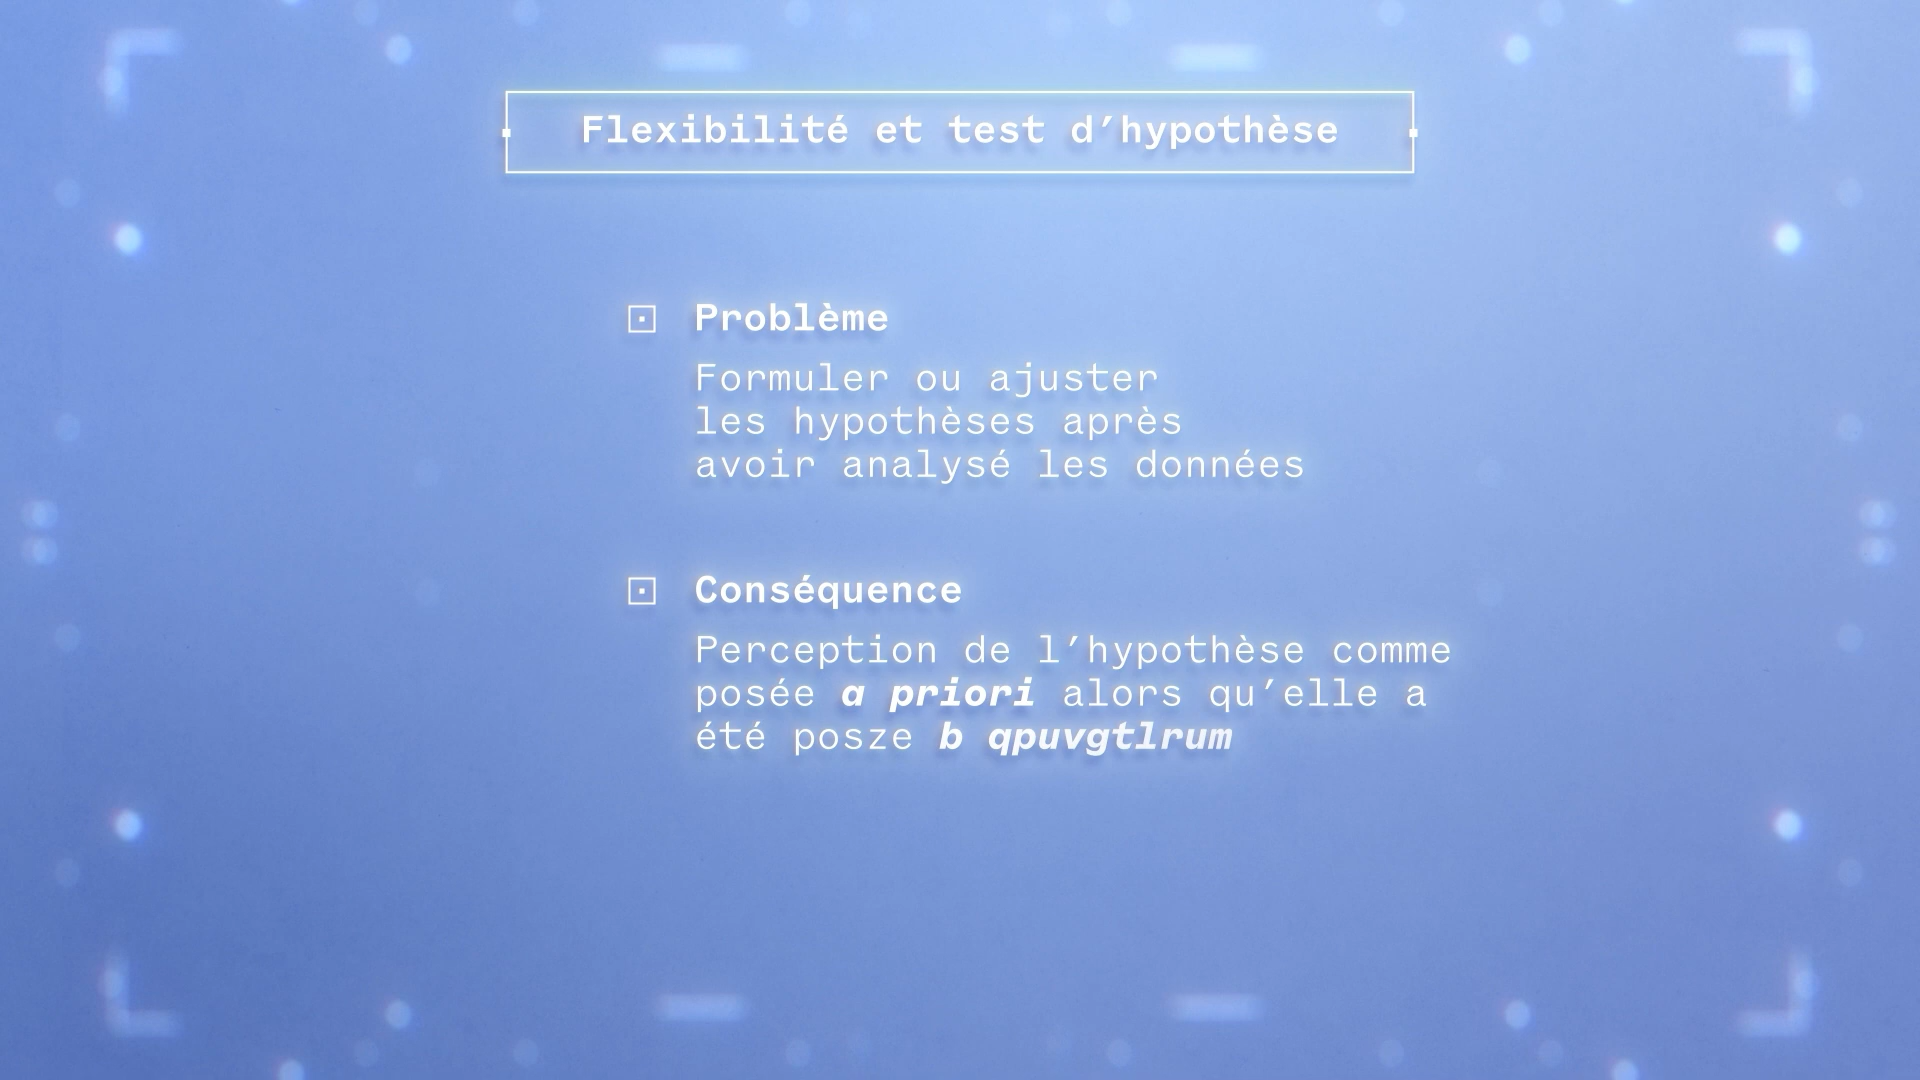 Flexibilité et test d’hypothèse
Problème
Formuler ou ajuster
les hypothèses après
avoir analysé les données
Conséquence
Perception de l’hypothèse comme
posée a priori alors qu’elle a
été posze b qpuvgtlrum